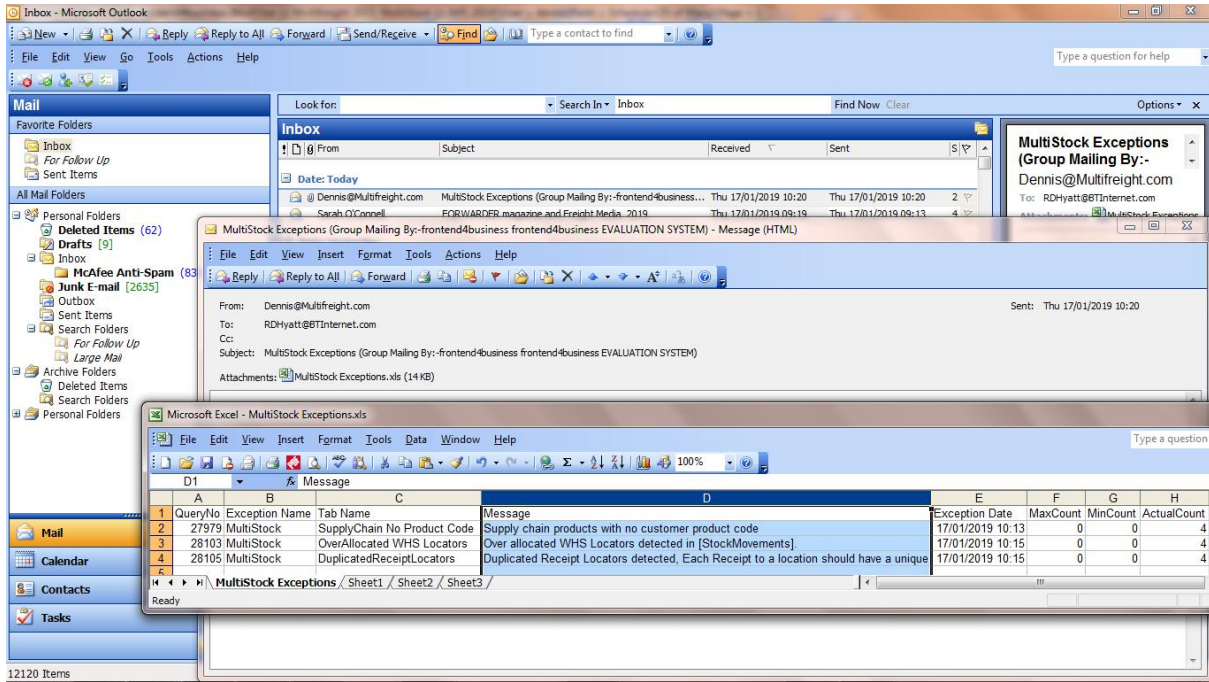 Inbox - Microsoft Outlook
New Reply Reply to All Forward Send/Receive Find Type a contact to find
File Edit View Go Tools Actions Help Type a question for help
Mail
Look for: Search In Inbox Find Now Clear Options x
Favorite Folders
Inbox
For Follow Up
Sent Items
All Mail Folders
Personal Folders
Deleted Items (62)
Drafts [9]
Inbox
McAfee Anti-Spam (83
Junk E-mail [2635]
Outbox
Sent Items
Search Folders
For Follow Up
Large Mail
Archive Folders
Deleted Items
Search Folders
Personal Folders
Mail
Calendar
Contacts
Tasks
12120 Items
Inbox
From Subject Received Sent S
Date: Today
Dennis@Multifreight.com MultiStock Exceptions (Group Mailing By:-frontend4business... Thu 17/01/2019 10:20 Thu 17/01/2019 10:20 2
Sarah O'Connell FORWARDER magazine and Freight Media 2019 Thu 17/01/2019 09:19 Thu 17/01/2019 09:13 4
MultiStock Exceptions
(Group Mailing By:-
Dennis@Multifreight.com
To: RDHyatt@BTInternet.com
Attachments: MultiStock Exceptions
MultiStock Exceptions (Group Mailing By:-frontend4business frontend4business EVALUATION SYSTEM) - Message (HTML)
File Edit View Insert Format Tools Actions Help
Reply Reply to All Forward
From: Dennis@Multifreight.com Sent: Thu 17/01/2019 10:20
To: RDHyatt@BTInternet.com
Cc:
Subject: MultiStock Exceptions (Group Mailing By:-frontend4business frontend4business EVALUATION SYSTEM)
Attachments: MultiStock Exceptions.xls (14 KB)
Microsoft Excel - MultiStock Exceptions.xls
File Edit View Insert Format Tools Data Window Help Type a question
100%
D1 fx Message
A B C D E F G H
1 QueryNo Exception Name Tab Name Message Exception Date MaxCount MinCount ActualCount
2 27979 MultiStock SupplyChain No Product Code Supply chain products with no customer product code 17/01/2019 10:13 0 0 4
3 28103 MultiStock OverAllocated WHS Locators Over allocated WHS Locators detected in [StockMovements]. 17/01/2019 10:15 0 0 4
4 28105 MultiStock DuplicatedReceiptLocators Duplicated Receipt Locators detected, Each Receipt to a location should have a unique 17/01/2019 10:15 0 0 4
MultiStock Exceptions Sheet1 Sheet2 Sheet3
Ready